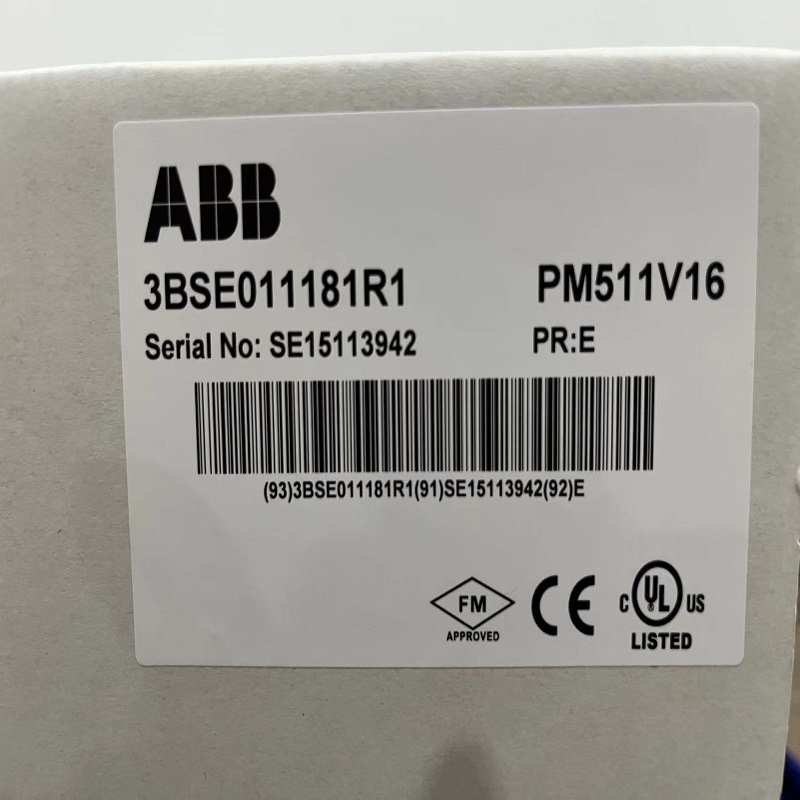 ABB
3BSE011181R1 PM511V16
Serial No: SE15113942 PR:E
(93)3BSE011181R1(91)SE15113942(92)E
FM
APPROVED
CE
C UL US
LISTED